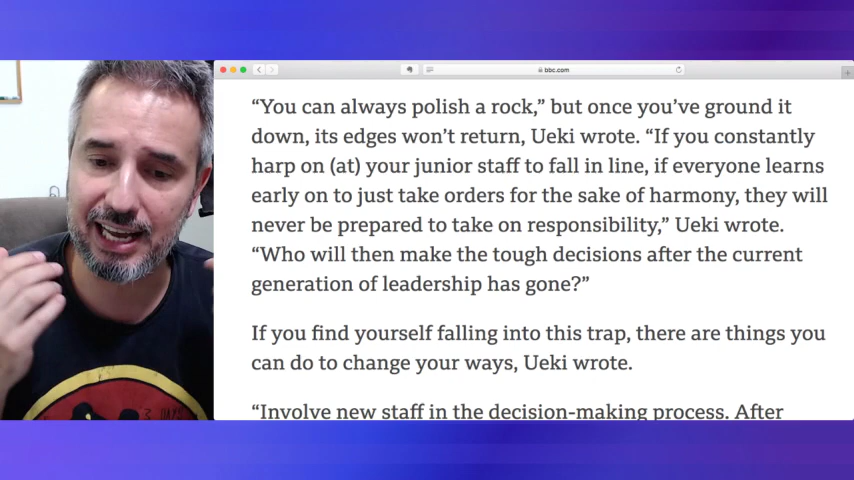 bbc.com
“You can always polish a rock,” but once you’ve ground it
down, its edges won’t return, Ueki wrote. “If you constantly
harp on (at) your junior staff to fall in line, if everyone learns
early on to just take orders for the sake of harmony, they will
never be prepared to take on responsibility,” Ueki wrote.
“Who will then make the tough decisions after the current
generation of leadership has gone?”
If you find yourself falling into this trap, there are things you
can do to change your ways, Ueki wrote.
“Involve new staff in the decision-making process. After